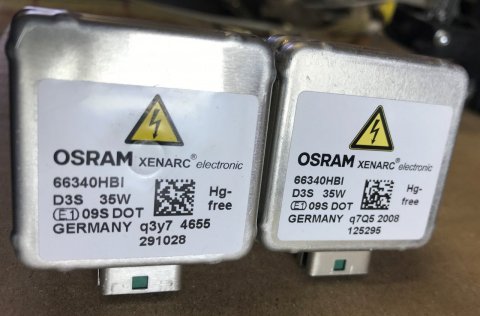 OSRAM XENARC® electronic
66340HBI
D3S 35W
Hg-free
E1 09S DOT
GERMANY q3y7 4655
291028
OSRAM XENARC® electronic
66340HBI
D3S 35W
Hg-free
E1 09S DOT
GERMANY q7Q5 2008
125295